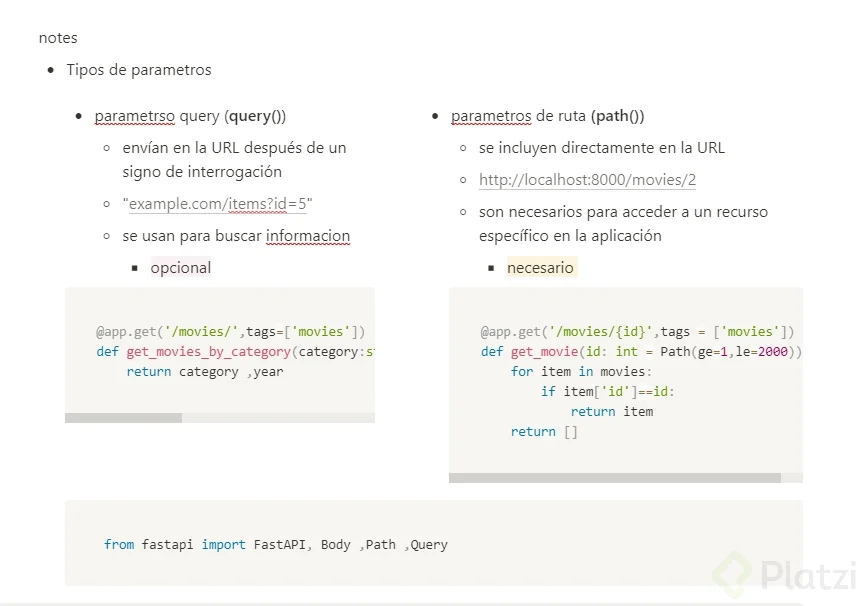 notes
Tipos de parametros
parametrso query (query())
envían en la URL después de un
signo de interrogación
"example.com/items?id=5"
se usan para buscar informacion
opcional
@app.get('/movies/',tags=['movies'])
def get_movies_by_category(category:s
return category ,year
parametros de ruta (path())
se incluyen directamente en la URL
http://localhost:8000/movies/2
son necesarios para acceder a un recurso
específico en la aplicación
necesario
@app.get('/movies/{id}',tags = ['movies'])
def get_movie(id: int = Path(ge=1,le=2000))
for item in movies:
if item['id']==id:
return item
return []
from fastapi import FastAPI, Body ,Path ,Query
Platzi